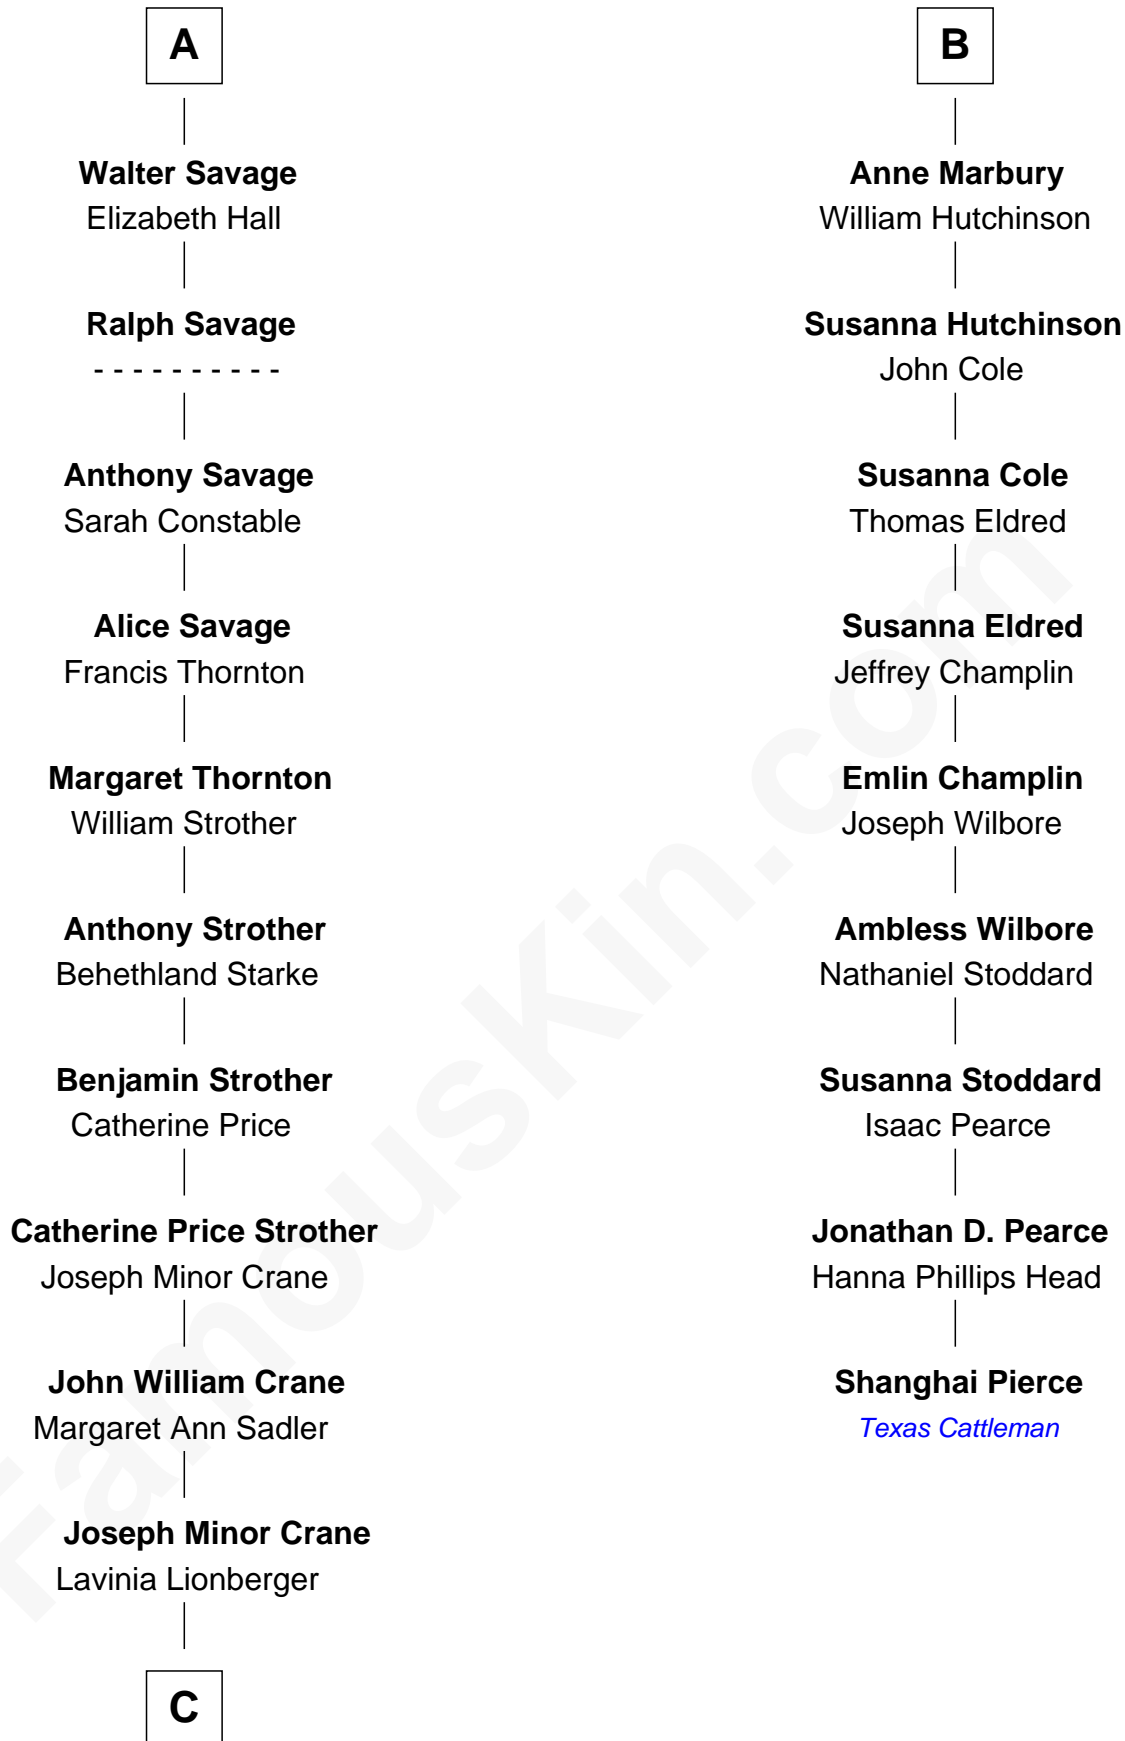 A
Walter Savage
Elizabeth Hall
Ralph Savage
- - - - - - - - - -
Anthony Savage
Sarah Constable
Alice Savage
Francis Thornton
Margaret Thornton
William Strother
Anthony Strother
Behethland Starke
Benjamin Strother
Catherine Price
Catherine Price Strother
Joseph Minor Crane
John William Crane
Margaret Ann Sadler
Joseph Minor Crane
Lavinia Lionberger
C
B
Anne Marbury
William Hutchinson
Susanna Hutchinson
John Cole
Susanna Cole
Thomas Eldred
Susanna Eldred
Jeffrey Champlin
Emlin Champlin
Joseph Wilbore
Ambless Wilbore
Nathaniel Stoddard
Susanna Stoddard
Isaac Pearce
Jonathan D. Pearce
Hanna Phillips Head
Shanghai Pierce
Texas Cattleman
FamousKin.com